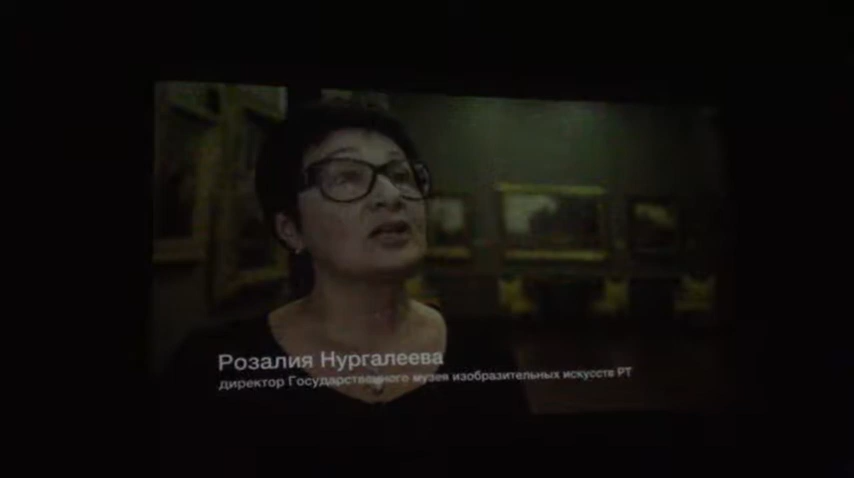 Розалия Нургалеева
директор Государственного музея изобразительных искусств РТ